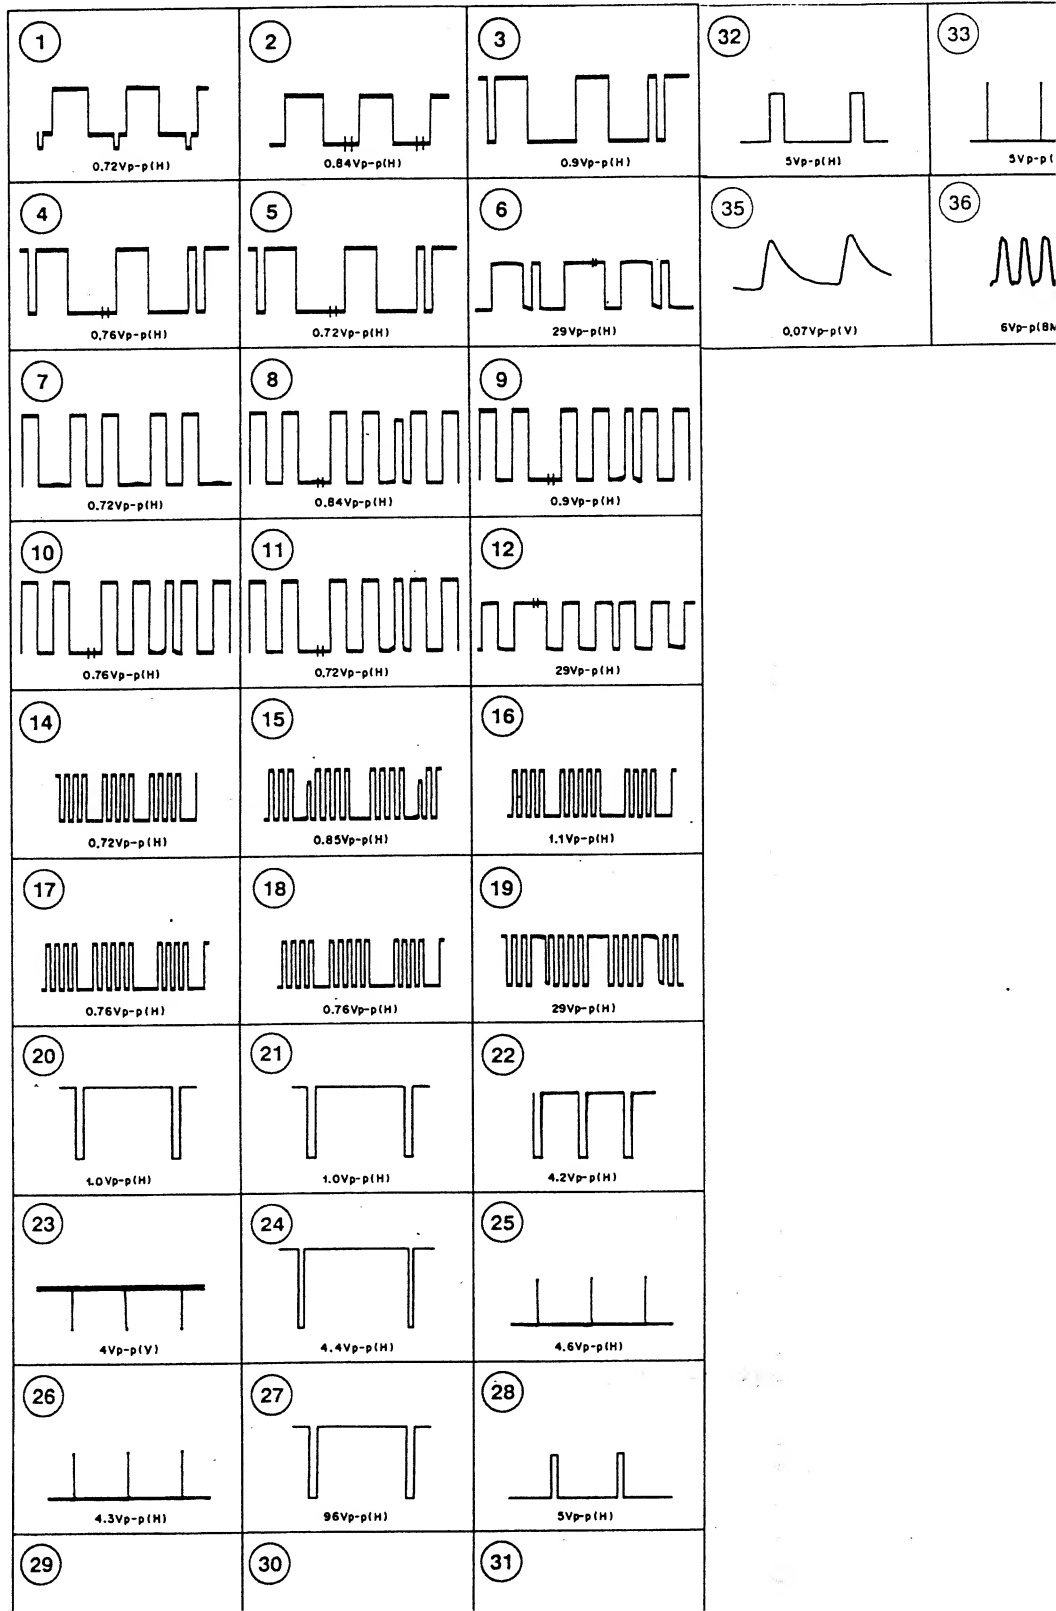 1 2 3 32 33
0.72Vp-p(H) 0.84Vp-p(H) 0.9Vp-p(H) 5Vp-p(H) 5Vp-p(
4 5 6 35 36
0.76Vp-p(H) 0.72Vp-p(H) 29Vp-p(H) 0.07Vp-p(V) 6Vp-p(8M
7 8 9
0.72Vp-p(H) 0.84Vp-p(H) 0.9Vp-p(H)
10 11 12
0.76Vp-p(H) 0.72Vp-p(H) 29Vp-p(H)
14 15 16
0.72Vp-p(H) 0.85Vp-p(H) 1.1Vp-p(H)
17 18 19
0.76Vp-p(H) 0.76Vp-p(H) 29Vp-p(H)
20 21 22
1.0Vp-p(H) 1.0Vp-p(H) 4.2Vp-p(H)
23 24 25
4Vp-p(V) 4.4Vp-p(H) 4.6Vp-p(H)
26 27 28
4.3Vp-p(H) 96Vp-p(H) 5Vp-p(H)
29 30 31